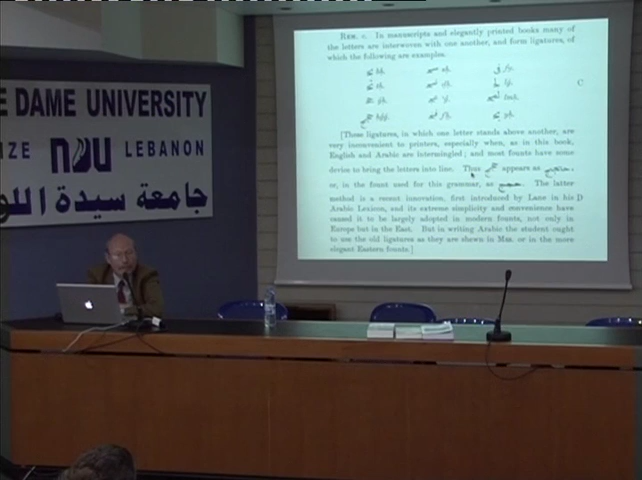 E DAME UNIVERSITY
IZE NDU LEBANON
جامعة سيدة اللو
REM. c. In manuscripts and elegantly printed books many of
the letters are interwoven with one another, and form ligatures, of
which the following are examples.
C
[These ligatures, in which one letter stands above another, are
very inconvenient to printers, especially when, as in this book,
English and Arabic are intermingled; and most founts have some
device to bring the letters into line. Thus appears as
or, in the fount used for this grammar, as The latter
method is a recent innovation, first introduced by Lane in his D
Arabic Lexicon, and its extreme simplicity and convenience have
caused it to be largely adopted in modern founts, not only in
Europe but in the East. But in writing Arabic the student ought
to use the old ligatures as they are shewn in Mss. or in the more
elegant Eastern founts.]